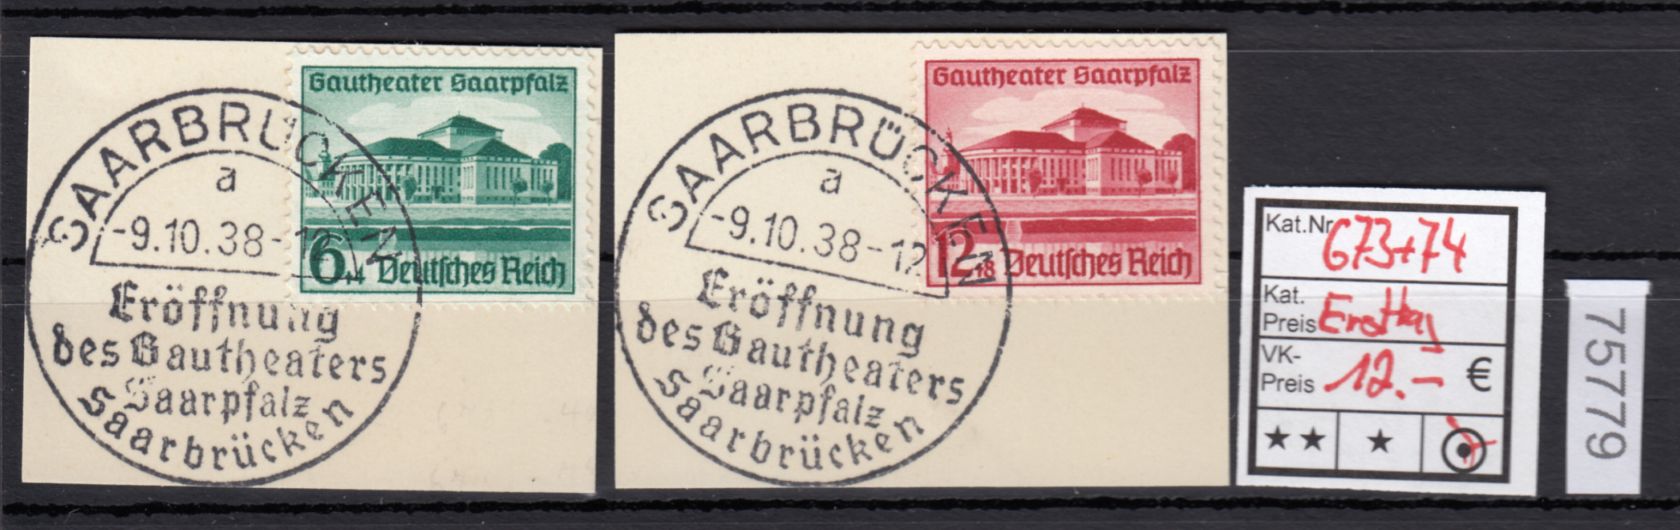 Gautheater Saarpfalz
6+4 Deutsches Reich
SAARBRÜCKEN
a
-9.10.38-12
Eröffnung
des Gautheaters
Saarpfalz
Saarbrücken
Gautheater Saarpfalz
12+18 Deutsches Reich
SAARBRÜCKEN
a
-9.10.38-12
Eröffnung
des Gautheaters
Saarpfalz
Saarbrücken
Kat.Nr 673+74
Kat.
Preis Ersttag
VK-
Preis 12.- €
75779